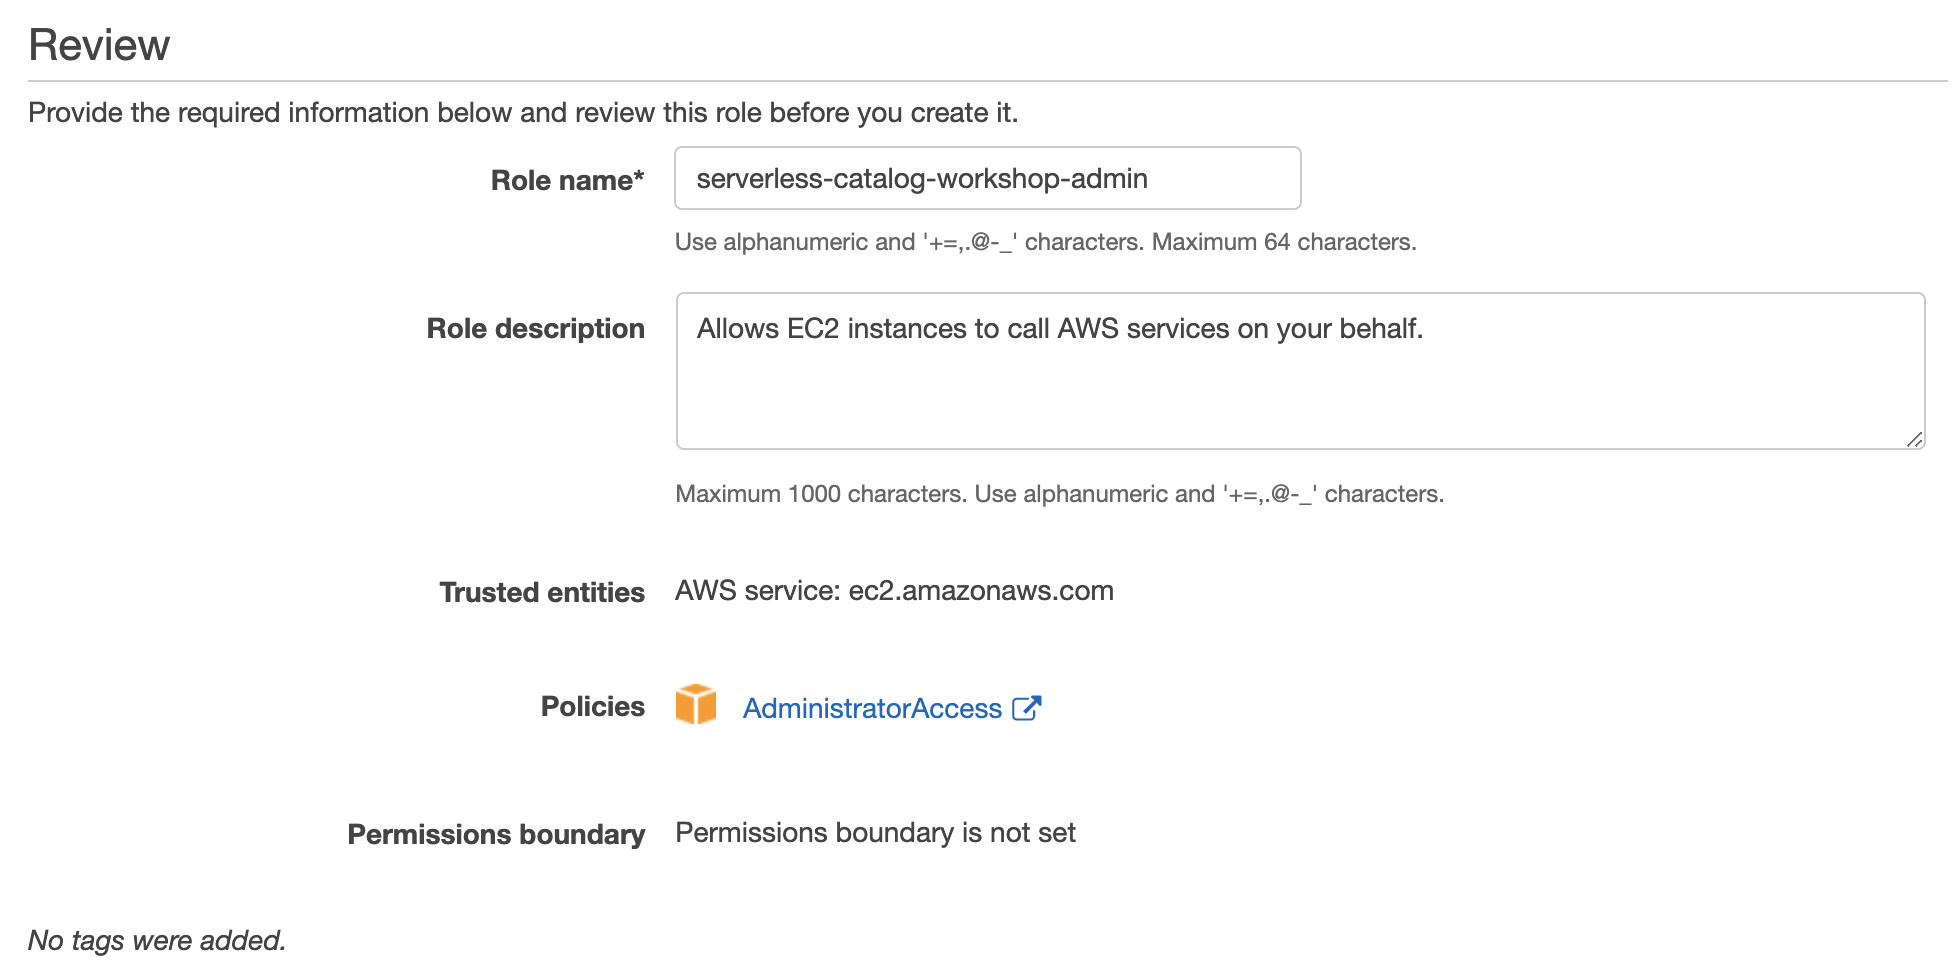 Review
Provide the required information below and review this role before you create it.
Role name* serverless-catalog-workshop-admin
Use alphanumeric and '+=,.@-_' characters. Maximum 64 characters.
Role description Allows EC2 instances to call AWS services on your behalf.
Maximum 1000 characters. Use alphanumeric and '+=,.@-_' characters.
Trusted entities AWS service: ec2.amazonaws.com
Policies AdministratorAccess
Permissions boundary Permissions boundary is not set
No tags were added.